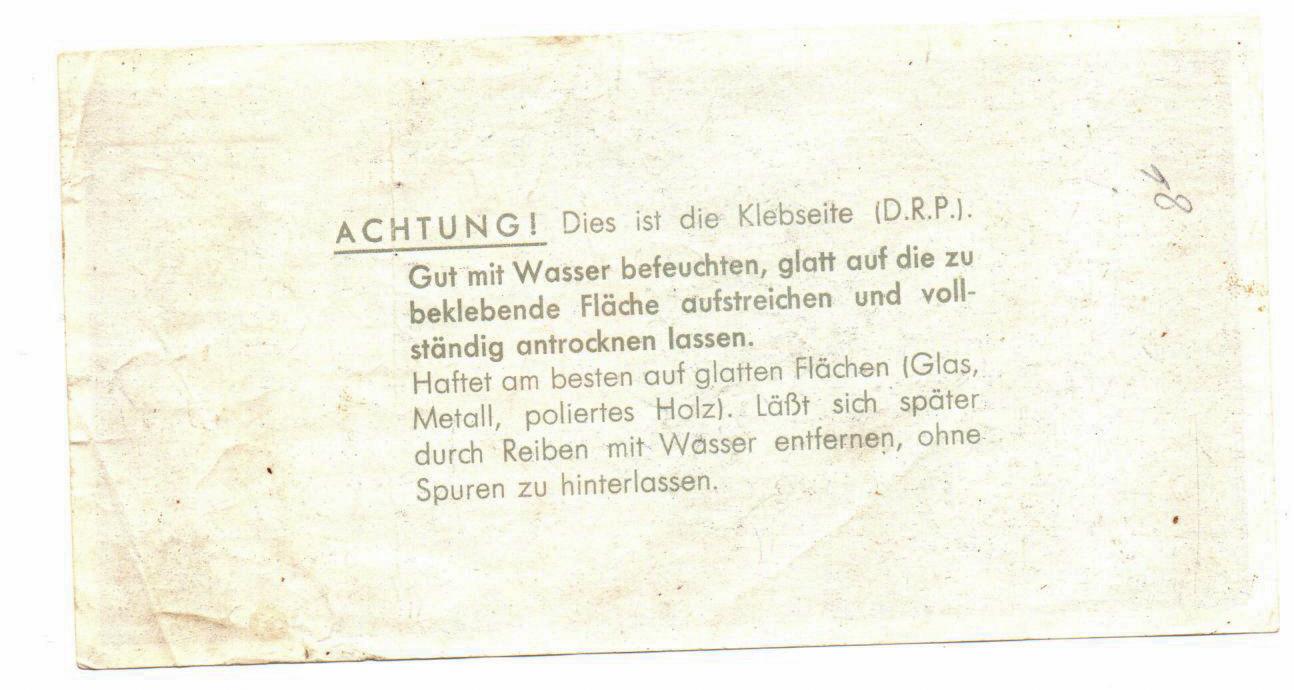 ACHTUNG! Dies ist die Klebseite (D.R.P.).
Gut mit Wasser befeuchten, glatt auf die zu
beklebende Fläche aufstreichen und voll-
ständig antrocknen lassen.
Haftet am besten auf glatten Flächen (Glas,
Metall, poliertes Holz). Läßt sich später
durch Reiben mit Wasser entfernen, ohne
Spuren zu hinterlassen.